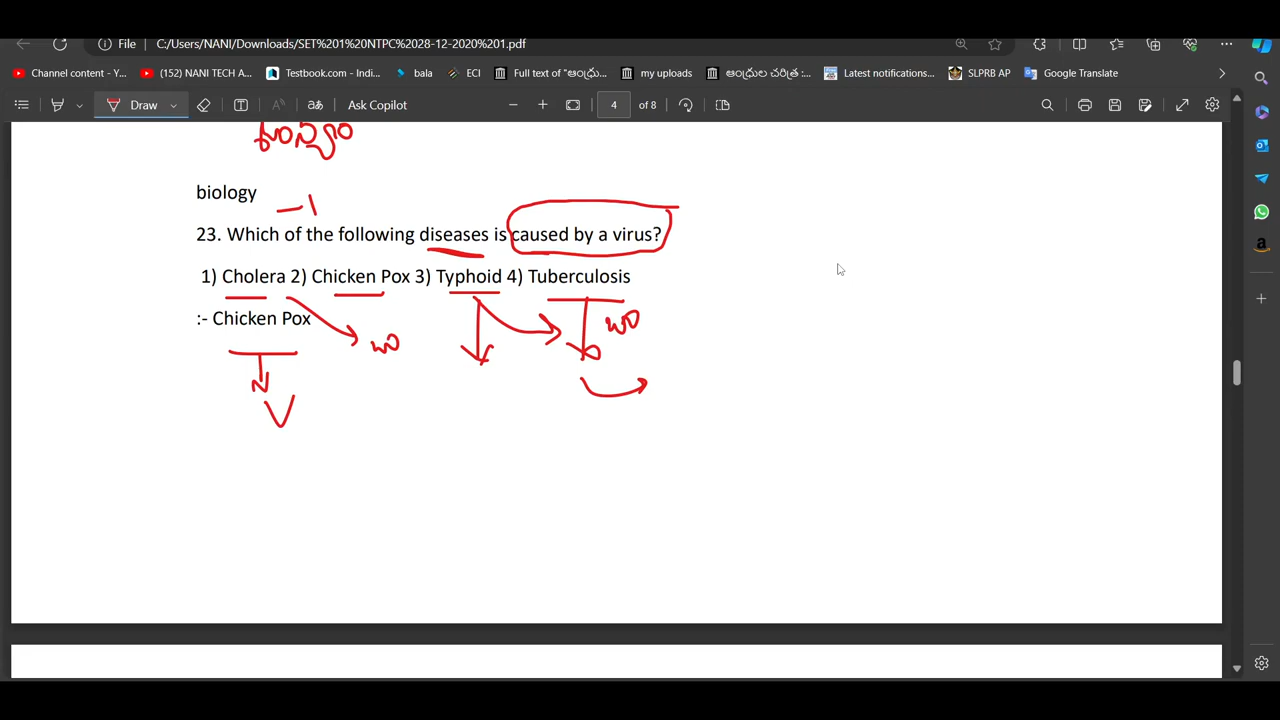 File C:/Users/NANI/Downloads/SET%201%20NTPC%2028-12-2020%201.pdf
Channel content - Y... (152) NANI TECH A... Testbook.com - Indi... bala ECI Full text of "ఆంధ్రు... my uploads ఆంధ్రుల చరిత్ర :... Latest notifications... SLPRB AP Google Translate
Draw aあ Ask Copilot 4 of 8
biology
-1
23. Which of the following diseases is caused by a virus?
1) Cholera 2) Chicken Pox 3) Typhoid 4) Tuberculosis
:- Chicken Pox
V